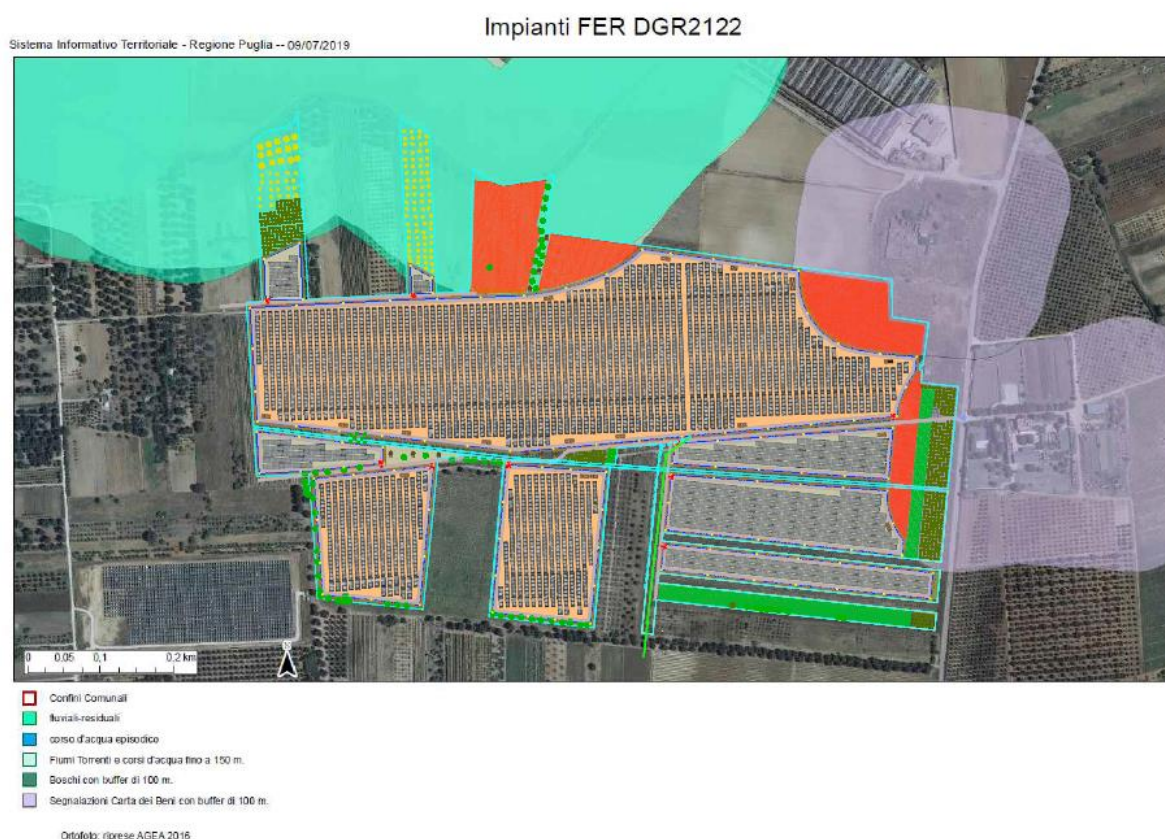 Impianti FER DGR2122
Sistema Informativo Territoriale - Regione Puglia -- 09/07/2019
0 0,05 0,1 0,2 km
Confini Comunali
fluviali-residuali
corso d'acqua episodico
Fiumi Torrenti e corsi d'acqua fino a 150 m.
Boschi con buffer di 100 m.
Segnalazioni Carta dei Beni con buffer di 100 m.
Ortofoto: riprese AGEA 2016